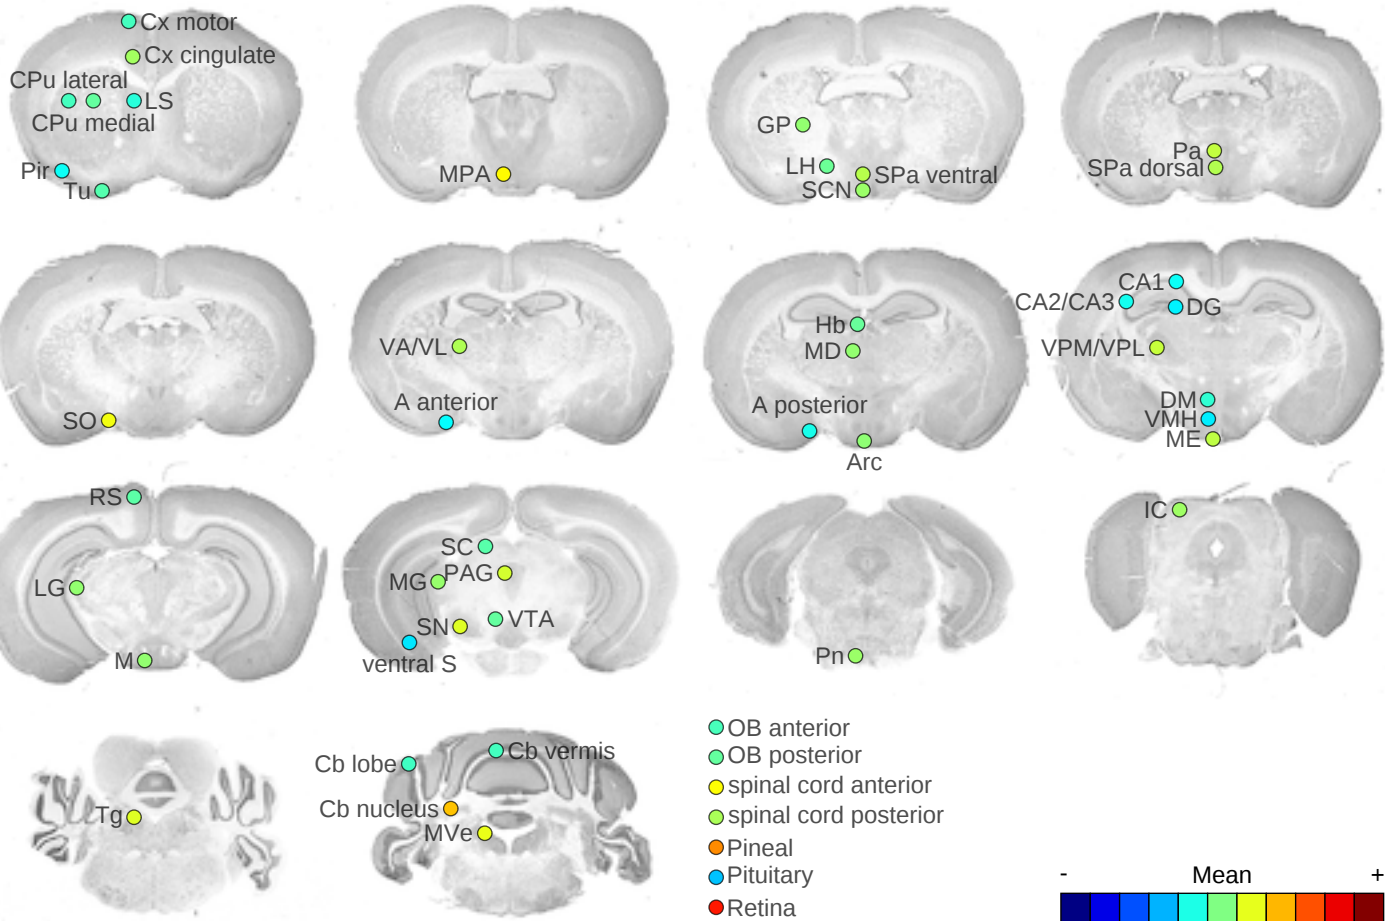 Cx motor
Cx cingulate
CPu lateral
LS
CPu medial
Pir
Tu
MPA
GP
LH
SPa ventral
SCN
Pa
SPa dorsal
SO
VA/VL
A anterior
Hb
MD
A posterior
Arc
CA1
CA2/CA3
DG
VPM/VPL
DM
VMH
ME
RS
LG
M
SC
MG
PAG
SN
VTA
ventral S
Pn
IC
Tg
Cb lobe
Cb vermis
Cb nucleus
MVe
OB anterior
OB posterior
spinal cord anterior
spinal cord posterior
Pineal
Pituitary
Retina
- Mean +